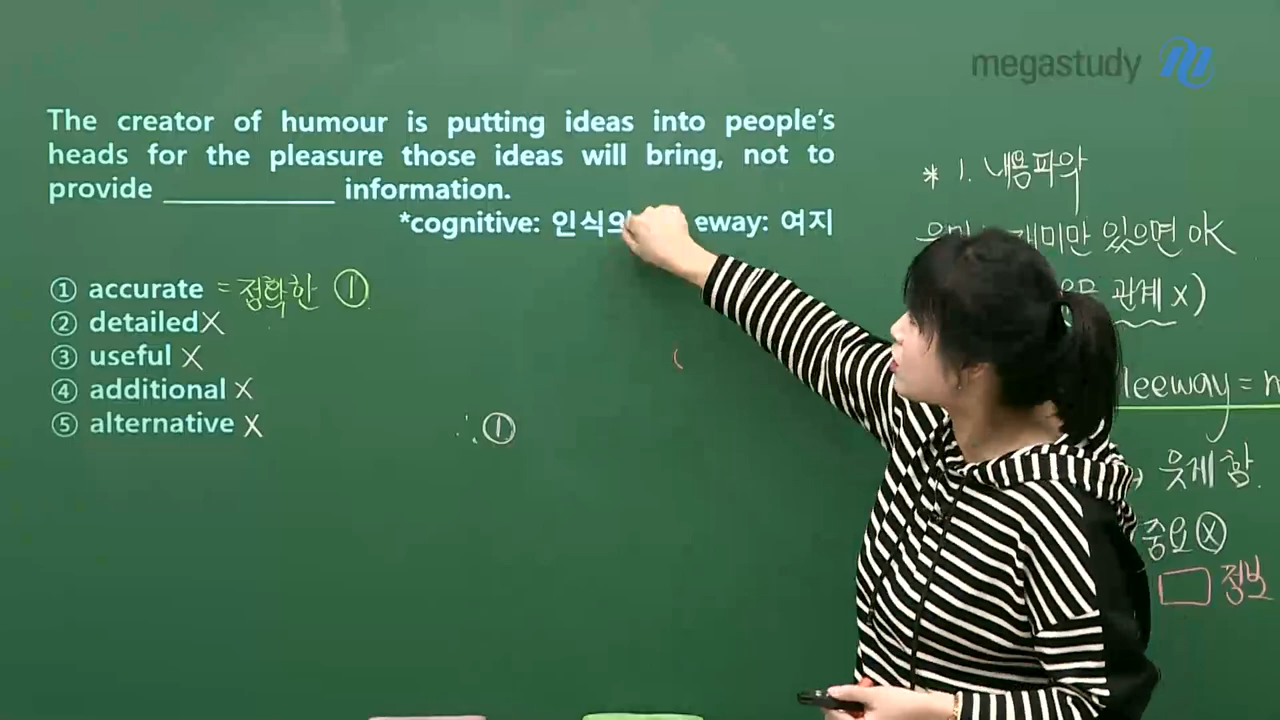 megastudy
The creator of humour is putting ideas into people's
heads for the pleasure those ideas will bring, not to
provide ____________ information.
*cognitive: 인식의 eway: 여지
① accurate = 정확한 ①
② detailed X
③ useful X
④ additional X
⑤ alternative X
∴ ①
* 1. 내용파악
재미만 있으면 OK
관계 X)
leeway =
웃게 함.
중요 ⓧ
정보